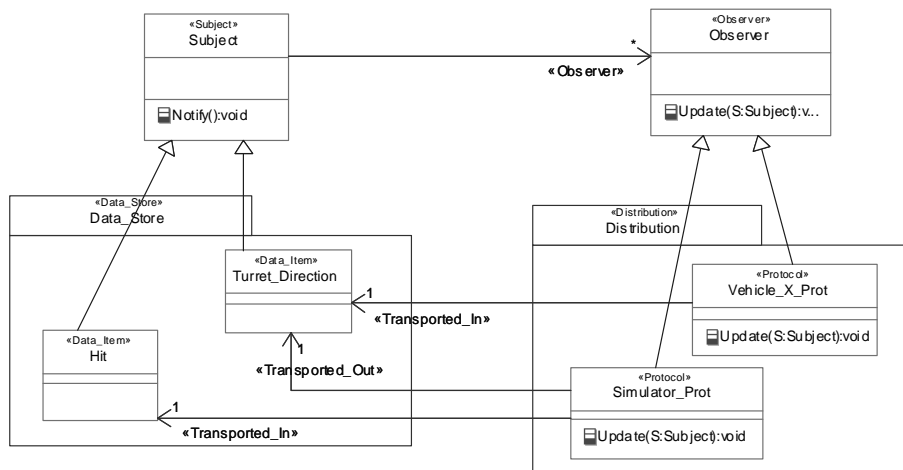 «Subject»
Subject
Notify():void
«Observer»
Observer
Update(S:Subject):v...
*
«Observer»
«Data_Store»
Data_Store
«Distribution»
Distribution
«Data_Item»
Turret_Direction
«Protocol»
Vehicle_X_Prot
Update(S:Subject):void
1
«Transported_In»
«Data_Item»
Hit
1
«Transported_Out»
«Protocol»
Simulator_Prot
Update(S:Subject):void
1
«Transported_In»